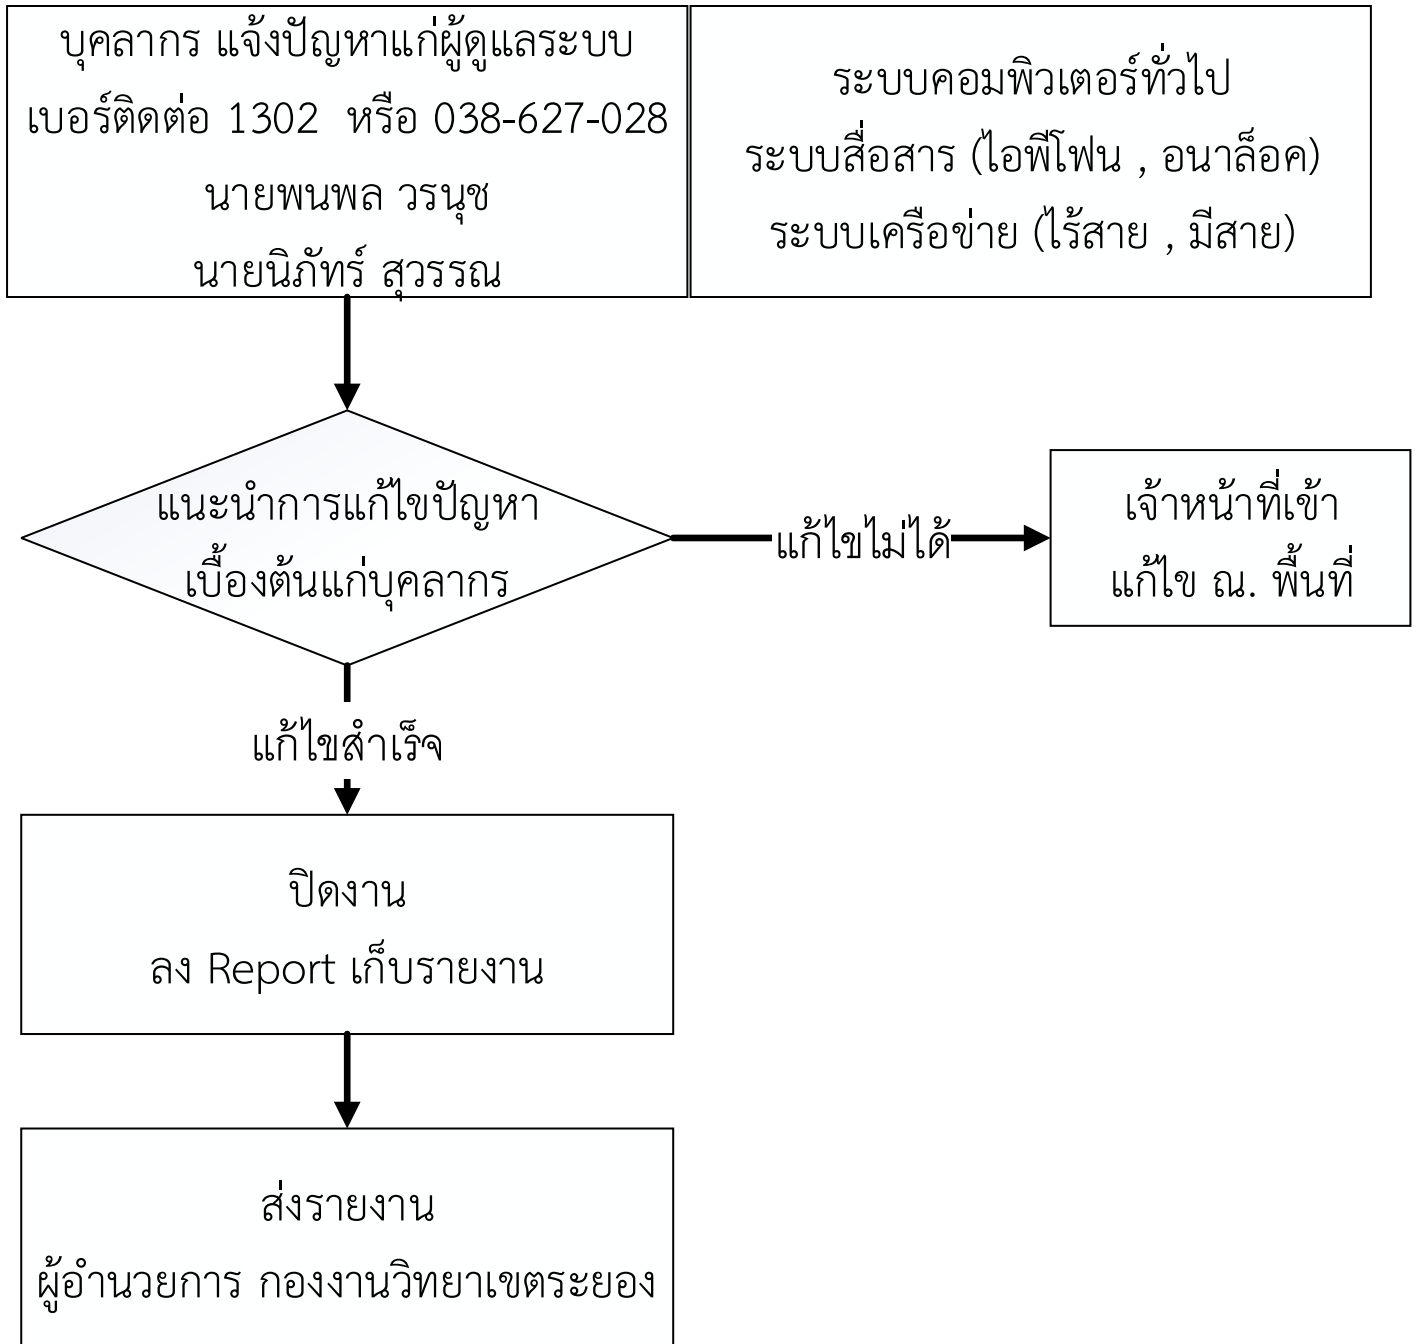 บุคลากร แจ้งปัญหาแก่ผู้ดูแลระบบ
เบอร์ติดต่อ 1302 หรือ 038-627-028
นายพนพล วรนุช
นายนิภัทร์ สุวรรณ
ระบบคอมพิวเตอร์ทั่วไป
ระบบสื่อสาร (ไอพีโฟน , อนาล็อค)
ระบบเครือข่าย (ไร้สาย , มีสาย)
แนะนำการแก้ไขปัญหา
เบื้องต้นแก่บุคลากร
แก้ไขไม่ได้
เจ้าหน้าที่เข้า
แก้ไข ณ. พื้นที่
แก้ไขสำเร็จ
ปิดงาน
ลง Report เก็บรายงาน
ส่งรายงาน
ผู้อำนวยการ กองงานวิทยาเขตระยอง